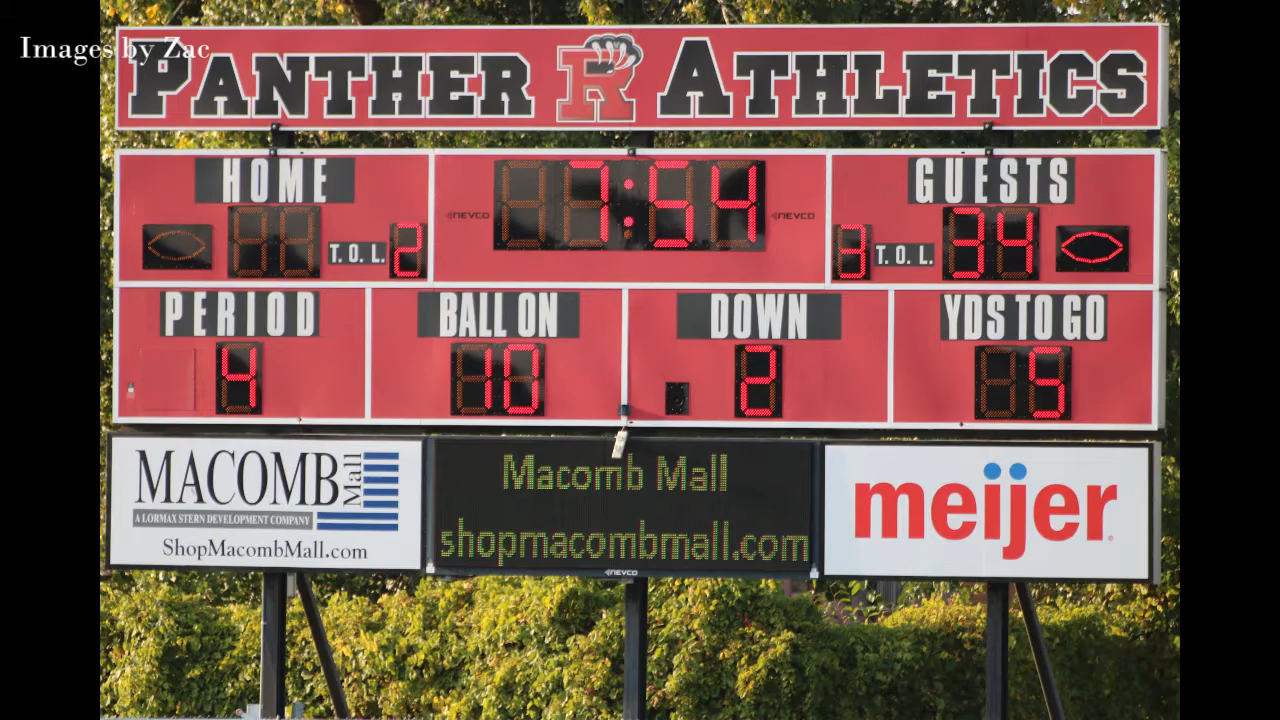 Images by Zac
PANTHER R ATHLETICS
HOME
7:54
GUESTS
NEVCO
NEVCO
T.O.L. 2
3 T.O.L.
34
PERIOD
BALL ON
DOWN
YDS TO GO
4
10
2
5
MACOMB Mall
A LORMAX STERN DEVELOPMENT COMPANY
ShopMacombMall.com
Macomb Mall
shopmacombmall.com
NEVCO
meijer